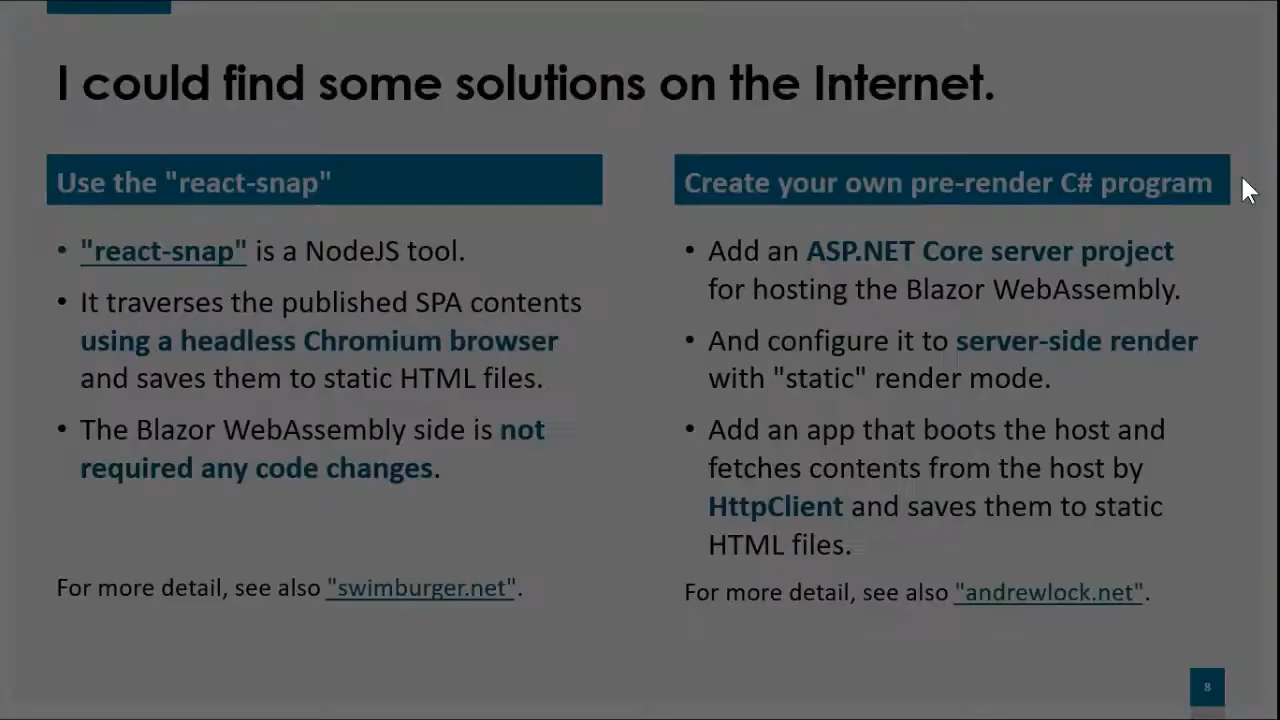 I could find some solutions on the Internet.
Use the "react-snap"
• "react-snap" is a NodeJS tool.
• It traverses the published SPA contents
using a headless Chromium browser
and saves them to static HTML files.
• The Blazor WebAssembly side is not
required any code changes.
For more detail, see also "swimburger.net".
Create your own pre-render C# program
• Add an ASP.NET Core server project
for hosting the Blazor WebAssembly.
• And configure it to server-side render
with "static" render mode.
• Add an app that boots the host and
fetches contents from the host by
HttpClient and saves them to static
HTML files.
For more detail, see also "andrewlock.net".
8